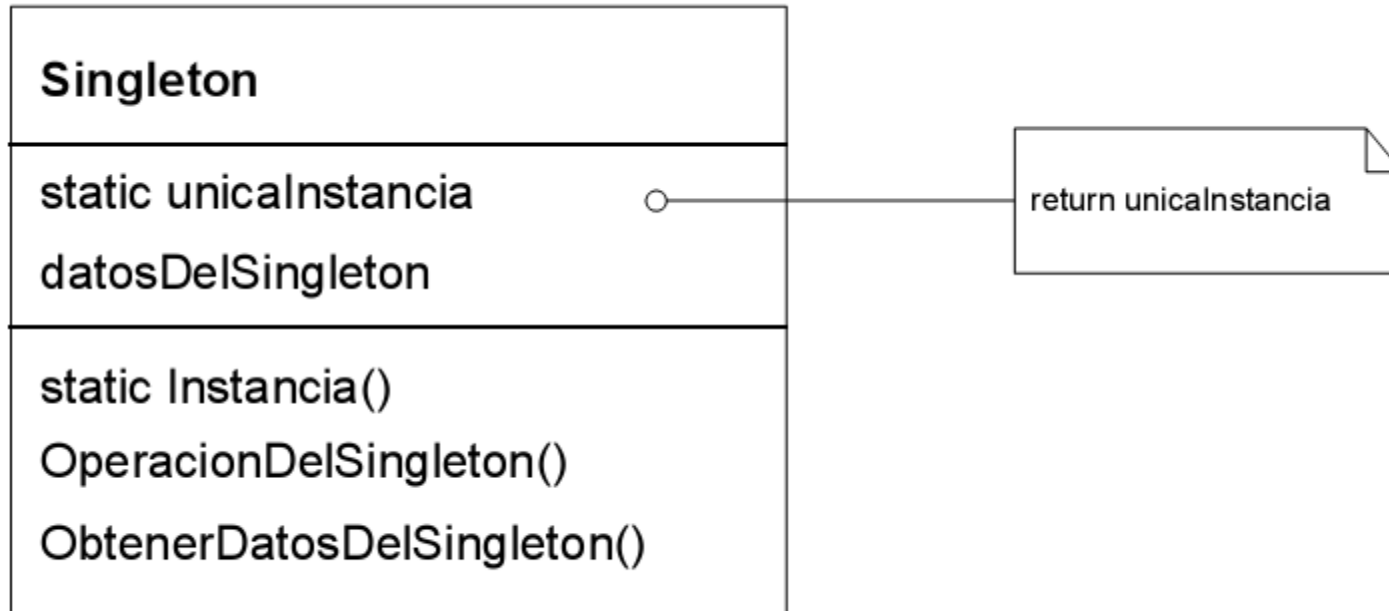 Singleton
static unicaInstancia
return unicaInstancia
datosDelSingleton
static Instancia()
OperacionDelSingleton()
ObtenerDatosDelSingleton()